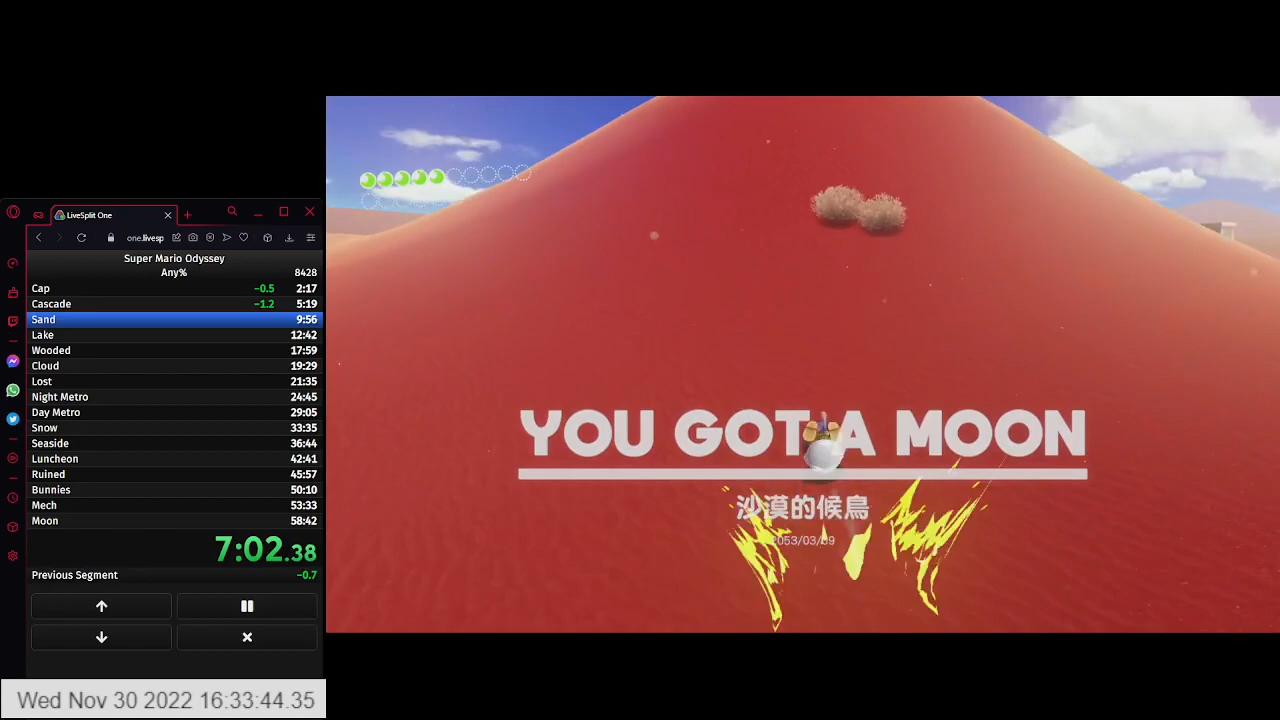 LiveSplit One
one.livesp
Super Mario Odyssey
Any% 8428
Cap −0.5 2:17
Cascade −1.2 5:19
Sand 9:56
Lake 12:42
Wooded 17:59
Cloud 19:29
Lost 21:35
Night Metro 24:45
Day Metro 29:05
Snow 33:35
Seaside 36:44
Luncheon 42:41
Ruined 45:57
Bunnies 50:10
Mech 53:33
Moon 58:42
7:02.38
Previous Segment −0.7
Wed Nov 30 2022 16:33:44.35
YOU GOT A MOON
沙漠的候鳥
2053/03/09